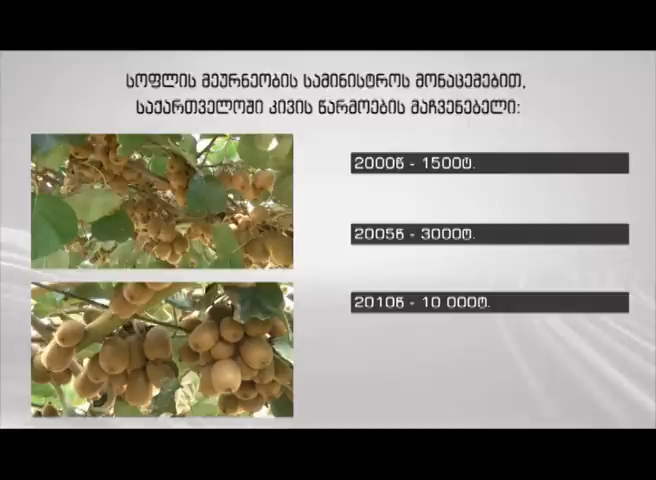 სოფლის მეურნეობის სამინისტროს მონაცემებით,
საქართველოში კივის წარმოების მაჩვენებელი:
2000წ - 1500ტ.
2005წ - 3000ტ.
2010წ - 10 000ტ.